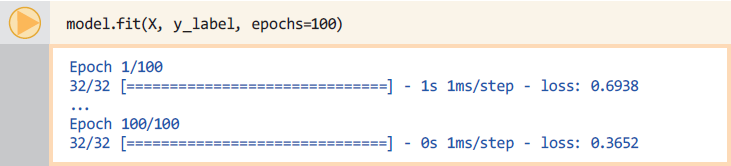 model.fit(X, y_label, epochs=100)
Epoch 1/100
32/32 [==============================] - 1s 1ms/step - loss: 0.6938
...
Epoch 100/100
32/32 [==============================] - 0s 1ms/step - loss: 0.3652